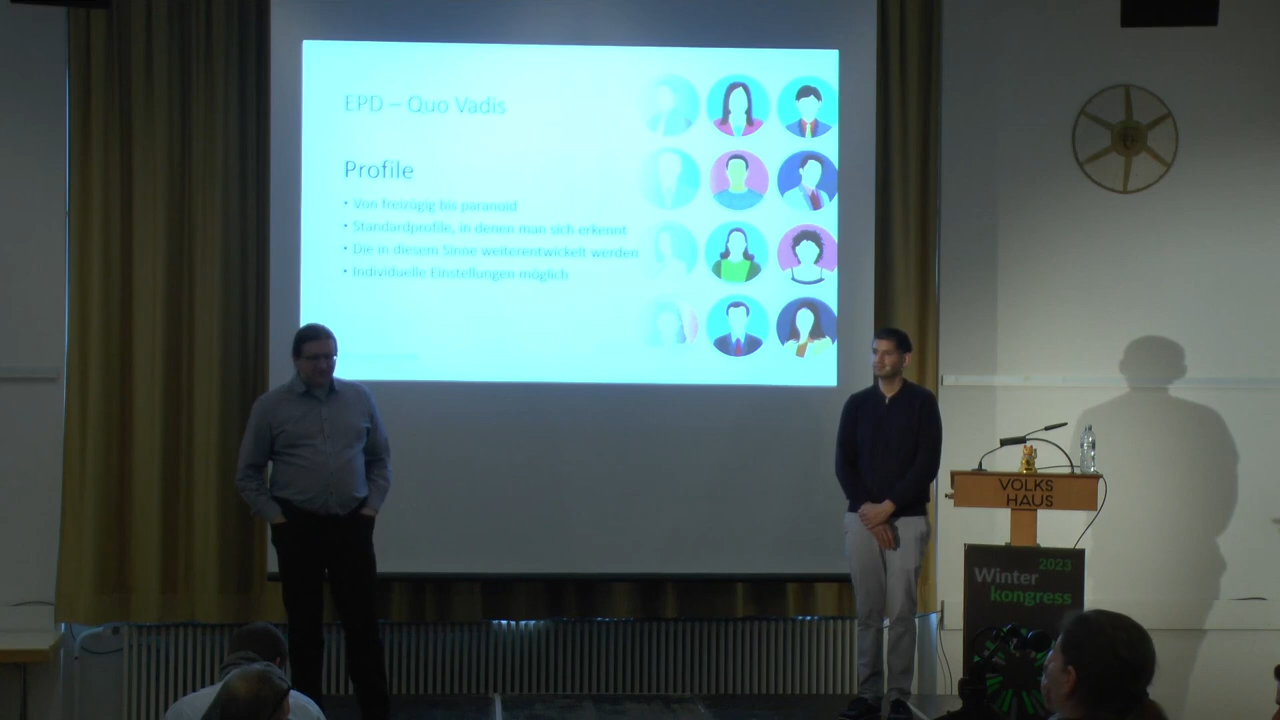 EPD – Quo Vadis
Profile
• Von freizügig bis paranoid
• Standardprofile, in denen man sich erkennt
• Die in diesem Sinne weiterentwickelt werden
• Individuelle Einstellungen möglich
VOLKS
HAUS
2023
Winter
kongress